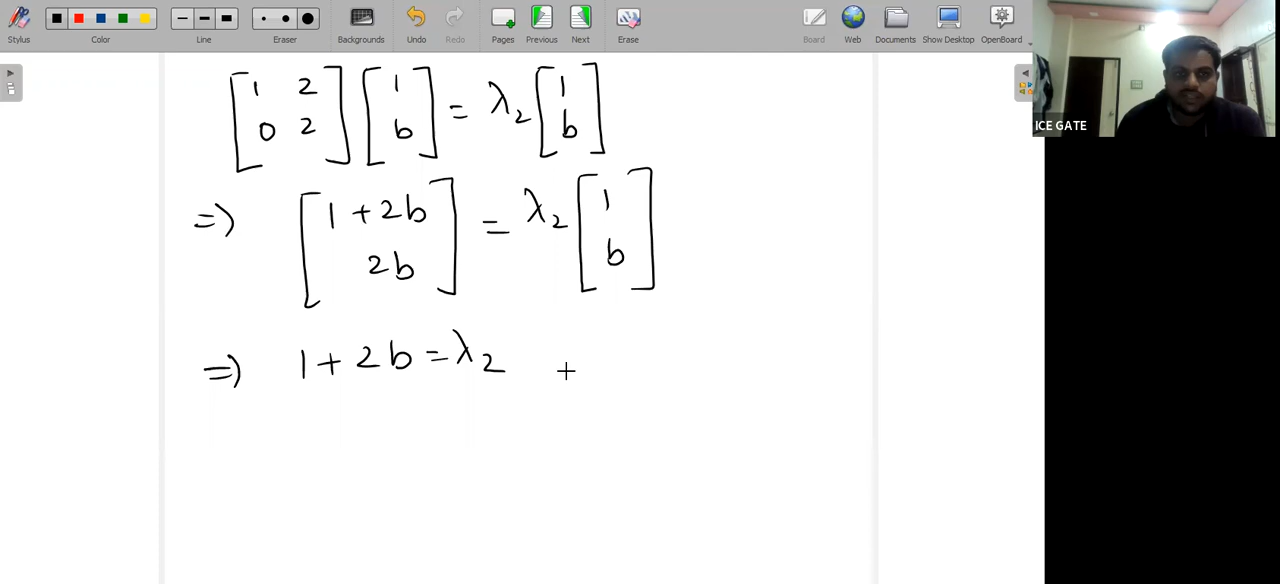 Stylus Color Line Eraser Backgrounds Undo Redo Pages Previous Next Erase Board Web Documents Show Desktop OpenBoard
ICE GATE
[1 2; 0 2] [1; b] = λ₂ [1; b]
=> [1 + 2b; 2b] = λ₂ [1; b]
=> 1 + 2b = λ₂